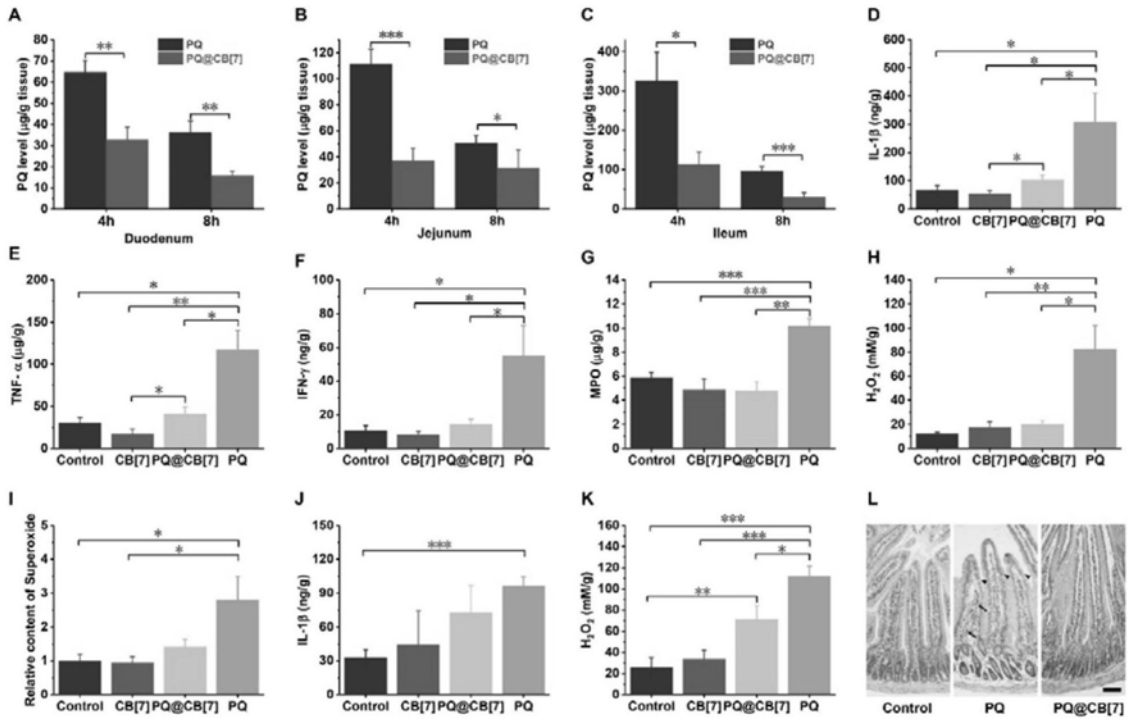 A
PQ level (µg/g tissue)
80
70
60
50
40
30
20
10
0
**
**
PQ
PQ@CB[7]
4h
8h
Duodenum
B
PQ level (µg/g tissue)
120
100
80
60
40
20
0
***
*
PQ
PQ@CB[7]
4h
8h
Jejunum
C
PQ level (µg/g tissue)
400
300
200
100
0
*
***
PQ
PQ@CB[7]
4h
8h
Ileum
D
IL-1β (ng/g)
600
500
400
300
200
100
0
*
*
*
*
Control
CB[7]
PQ@CB[7]
PQ
E
TNF- α (µg/g)
200
150
100
50
0
*
**
*
*
Control
CB[7]
PQ@CB[7]
PQ
F
IFN-γ (ng/g)
100
80
60
40
20
0
*
*
*
Control
CB[7]
PQ@CB[7]
PQ
G
MPO (µg/g)
14
12
10
8
6
4
2
0
***
***
**
Control
CB[7]
PQ@CB[7]
PQ
H
H₂O₂ (mM/g)
140
120
100
80
60
40
20
0
*
**
*
Control
CB[7]
PQ@CB[7]
PQ
I
Relative content of Superoxide
5
4
3
2
1
0
*
*
Control
CB[7]
PQ@CB[7]
PQ
J
IL-1β (ng/g)
150
120
90
60
30
0
***
Control
CB[7]
PQ@CB[7]
PQ
K
H₂O₂ (mM/g)
160
140
120
100
80
60
40
20
0
***
***
*
**
Control
CB[7]
PQ@CB[7]
PQ
L
Control
PQ
PQ@CB[7]